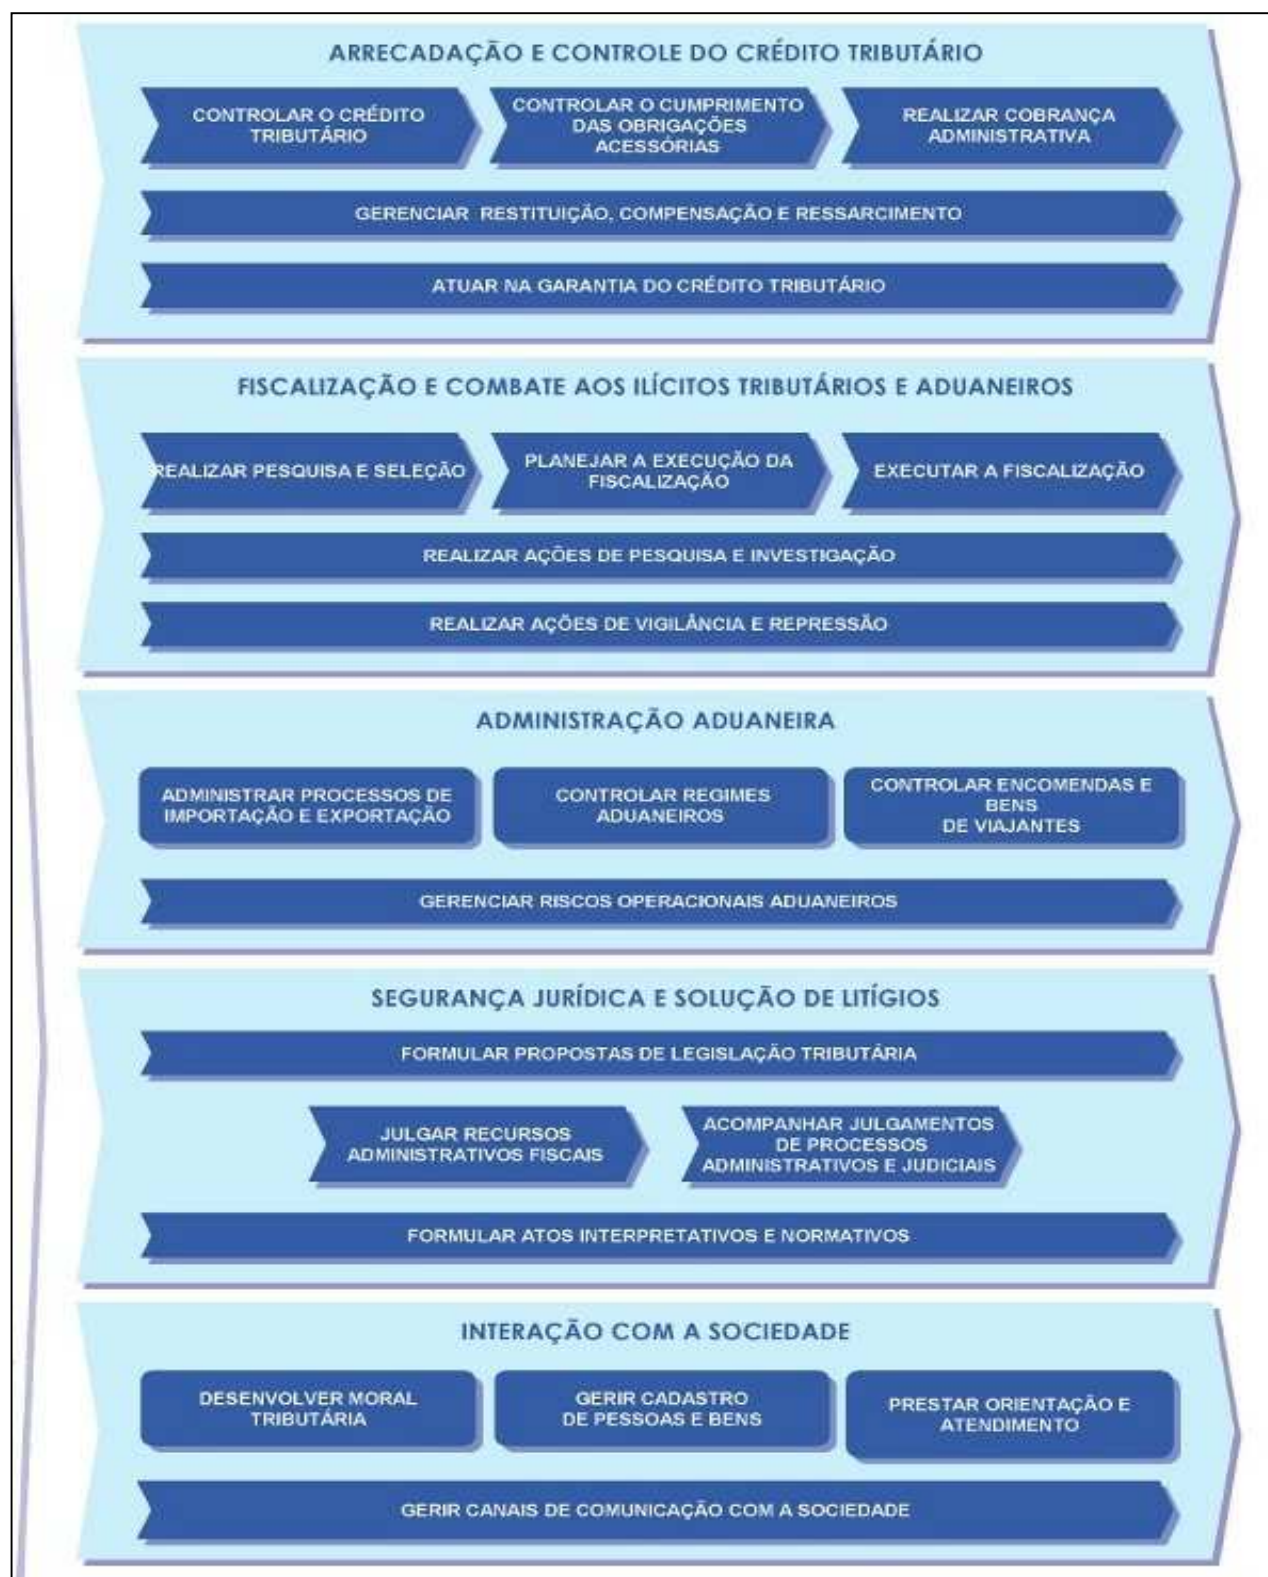 ARRECADAÇÃO E CONTROLE DO CRÉDITO TRIBUTÁRIO
CONTROLAR O CRÉDITO
TRIBUTÁRIO
CONTROLAR O CUMPRIMENTO
DAS OBRIGAÇÕES
ACESSÓRIAS
REALIZAR COBRANÇA
ADMINISTRATIVA
GERENCIAR RESTITUIÇÃO, COMPENSAÇÃO E RESSARCIMENTO
ATUAR NA GARANTIA DO CRÉDITO TRIBUTÁRIO
FISCALIZAÇÃO E COMBATE AOS ILÍCITOS TRIBUTÁRIOS E ADUANEIROS
REALIZAR PESQUISA E SELEÇÃO
PLANEJAR A EXECUÇÃO DA
FISCALIZAÇÃO
EXECUTAR A FISCALIZAÇÃO
REALIZAR AÇÕES DE PESQUISA E INVESTIGAÇÃO
REALIZAR AÇÕES DE VIGILÂNCIA E REPRESSÃO
ADMINISTRAÇÃO ADUANEIRA
ADMINISTRAR PROCESSOS DE
IMPORTAÇÃO E EXPORTAÇÃO
CONTROLAR REGIMES
ADUANEIROS
CONTROLAR ENCOMENDAS E
BENS
DE VIAJANTES
GERENCIAR RISCOS OPERACIONAIS ADUANEIROS
SEGURANÇA JURÍDICA E SOLUÇÃO DE LITÍGIOS
FORMULAR PROPOSTAS DE LEGISLAÇÃO TRIBUTÁRIA
JULGAR RECURSOS
ADMINISTRATIVOS FISCAIS
ACOMPANHAR JULGAMENTOS
DE PROCESSOS
ADMINISTRATIVOS E JUDICIAIS
FORMULAR ATOS INTERPRETATIVOS E NORMATIVOS
INTERAÇÃO COM A SOCIEDADE
DESENVOLVER MORAL
TRIBUTÁRIA
GERIR CADASTRO
DE PESSOAS E BENS
PRESTAR ORIENTAÇÃO E
ATENDIMENTO
GERIR CANAIS DE COMUNICAÇÃO COM A SOCIEDADE